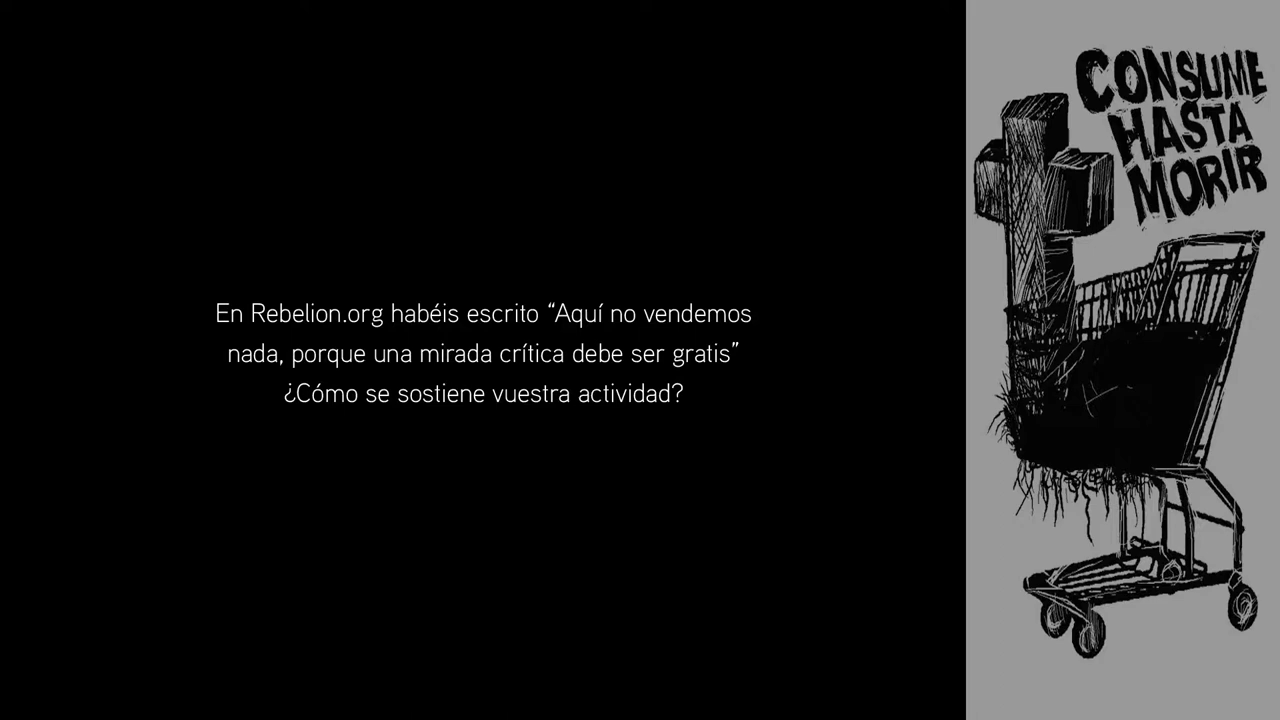 En Rebelion.org habéis escrito “Aquí no vendemos
nada, porque una mirada crítica debe ser gratis”
¿Cómo se sostiene vuestra actividad?
CONSUME
HASTA
MORIR